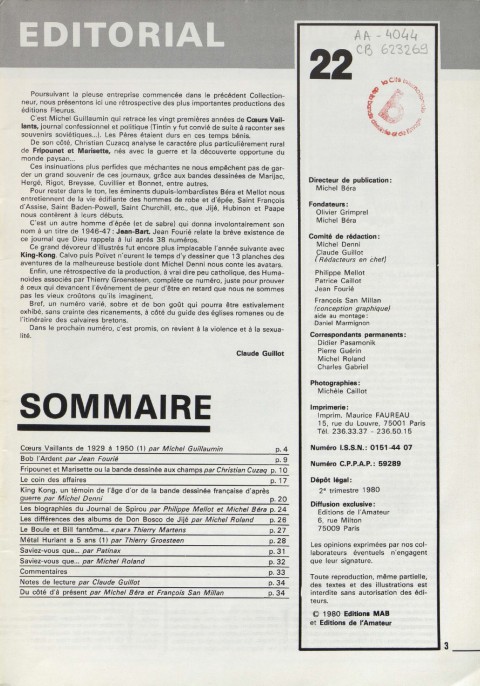 EDITORIAL
Poursuivant la pieuse entreprise commencée dans le précédent Collection-
neur, nous présentons ici une rétrospective des plus importantes productions des
éditions Fleurus.
C'est Michel Guillaumin qui retrace les vingt premières années de Cœurs Vail-
lants, journal confessionnel et politique (Tintin y fut convié de suite à raconter ses
souvenirs soviétiques...). Les Pères étaient durs en ces temps bénis.
De son côté, Christian Cuzacq analyse le caractère plus particulièrement rural
de Fripounet et Marisette, nés avec la guerre et la découverte opportune du
monde paysan...
Ces insinuations plus perfides que méchantes ne nous empêchent pas de gar-
der un grand souvenir de ces journaux, grâce aux bandes dessinées de Marijac,
Hergé, Rigot, Breysse, Cuvillier et Bonnet, entre autres.
Pour rester dans le ton, les éminents dupuis-lombardistes Béra et Mellot nous
entretiennent de la vie édifiante des hommes de robe et d'épée, Saint François
d'Assise, Saint Baden-Powell, Saint Churchill, etc., que Jijé, Hubinon et Paape
nous contèrent à leurs débuts.
C'est un autre homme d'épée (et de sabre) qui donna involontairement son
nom à un titre de 1946-47 : Jean-Bart. Jean Fourié relate la brève existence de
ce journal que Dieu rappela à lui après 38 numéros.
Ce grand dévoreur d'illustrés fut encore plus implacable l'année suivante avec
King-Kong. Calvo puis Poïvet n'eurent le temps d'y dessiner que 13 planches des
aventures de la malheureuse bestiole dont Michel Denni nous conte les avatars.
Enfin, une rétrospective de la production, à vrai dire peu catholique, des Huma-
noïdes associés par Thierry Groensteen, complète ce numéro, juste pour prouver
à ceux qui devancent l'événement de peur d'être en retard que nous ne sommes
pas les vieux croûtons qu'ils imaginent.
Bref, un numéro varié, sobre et de bon goût qui pourra être estivalement
exhibé, sans crainte des ricanements, à côté du guide des églises romanes ou de
l'itinéraire des calvaires bretons.
Dans le prochain numéro, c'est promis, on revient à la violence et à la sexua-
lité.
Claude Guillot
SOMMAIRE
Cœurs Vaillants de 1929 à 1950 (1) par Michel Guillaumin p. 4
Bob l'Ardent par Jean Fourié p. 9
Fripounet et Marisette ou la bande dessinée aux champs par Christian Cuzaq p. 10
Le coin des affaires p. 17
King Kong, un témoin de l'âge d'or de la bande dessinée française d'après
guerre par Michel Denni p. 20
Les biographies du Journal de Spirou par Philippe Mellot et Michel Béra p. 24
Les différences des albums de Don Bosco de Jijé par Michel Roland p. 26
Le Boule et Bill fantôme... «par» Thierry Martens p. 27
Métal Hurlant a 5 ans (1) par Thierry Groesteen p. 28
Saviez-vous que... par Patinax p. 31
Saviez-vous que... par Michel Roland p. 32
Commentaires p. 33
Notes de lecture par Claude Guillot p. 34
Du côté d'à présent par Michel Béra et François San Millan p. 34
AA - 4044
CB 623269
22
Directeur de publication :
Michel Béra
Fondateurs :
Olivier Grimprel
Michel Béra
Comité de rédaction :
Michel Denni
Claude Guillot
(Rédacteurs en chef)
Philippe Mellot
Patrice Caillot
Jean Fourié
François San Millan
(conception graphique)
aide au montage :
Daniel Marmignon
Correspondants permanents :
Didier Pasamonik
Pierre Guérin
Michel Roland
Charles Gabriel
Photographies :
Michèle Caillot
Imprimerie :
Imprim. Maurice FAUREAU
15, rue du Louvre, 75001 Paris
Tél. 236.33.37 - 236.50.15
Numéro I.S.S.N. : 0151-44 07
Numéro C.P.P.A.P. : 59289
Dépôt légal :
2e trimestre 1980
Diffusion exclusive :
Editions de l'Amateur
6, rue Milton
75009 Paris
Les opinions exprimées par nos col-
laborateurs éventuels n'engagent
que leur signature.
Toute reproduction, même partielle,
des textes et des illustrations est
interdite sans autorisation des édi-
teurs.
© 1980 Editions MAB
et Editions de l'Amateur
3